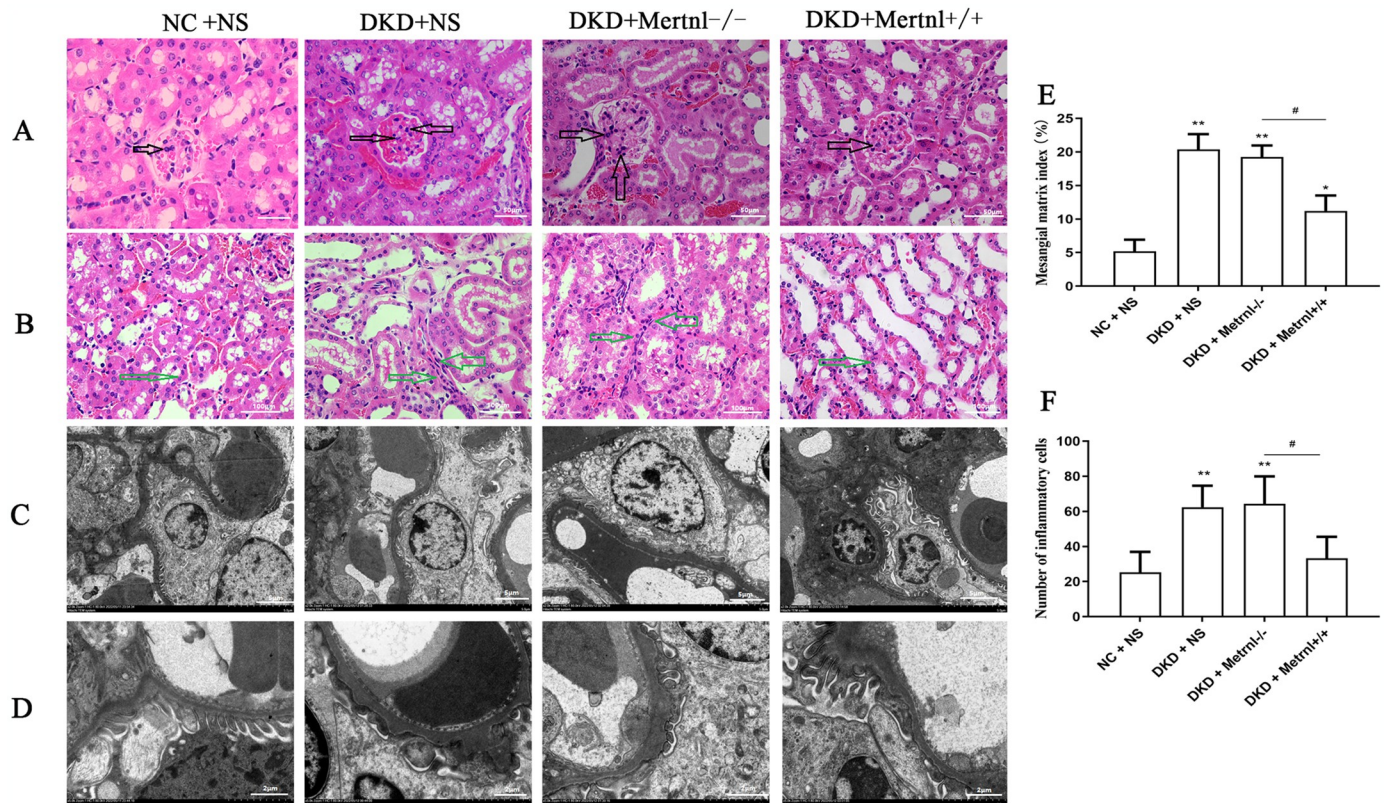 NC +NS
DKD+NS
DKD+Mertnl−/−
DKD+Mertnl+/+
A
50μm
50μm
50μm
B
100μm
100μm
C
5μm
5μm
5μm
5μm
D
2μm
2μm
2μm
2μm
E
Mesangial matrix index (%)
25
20
15
10
5
0
**
**
*
#
NC + NS
DKD + NS
DKD + Metrnl-/-
DKD + Metrnl+/+
F
Number of inflammatory cells
100
80
60
40
20
0
**
**
#
NC + NS
DKD + NS
DKD + Metrnl-/-
DKD + Metrnl+/+